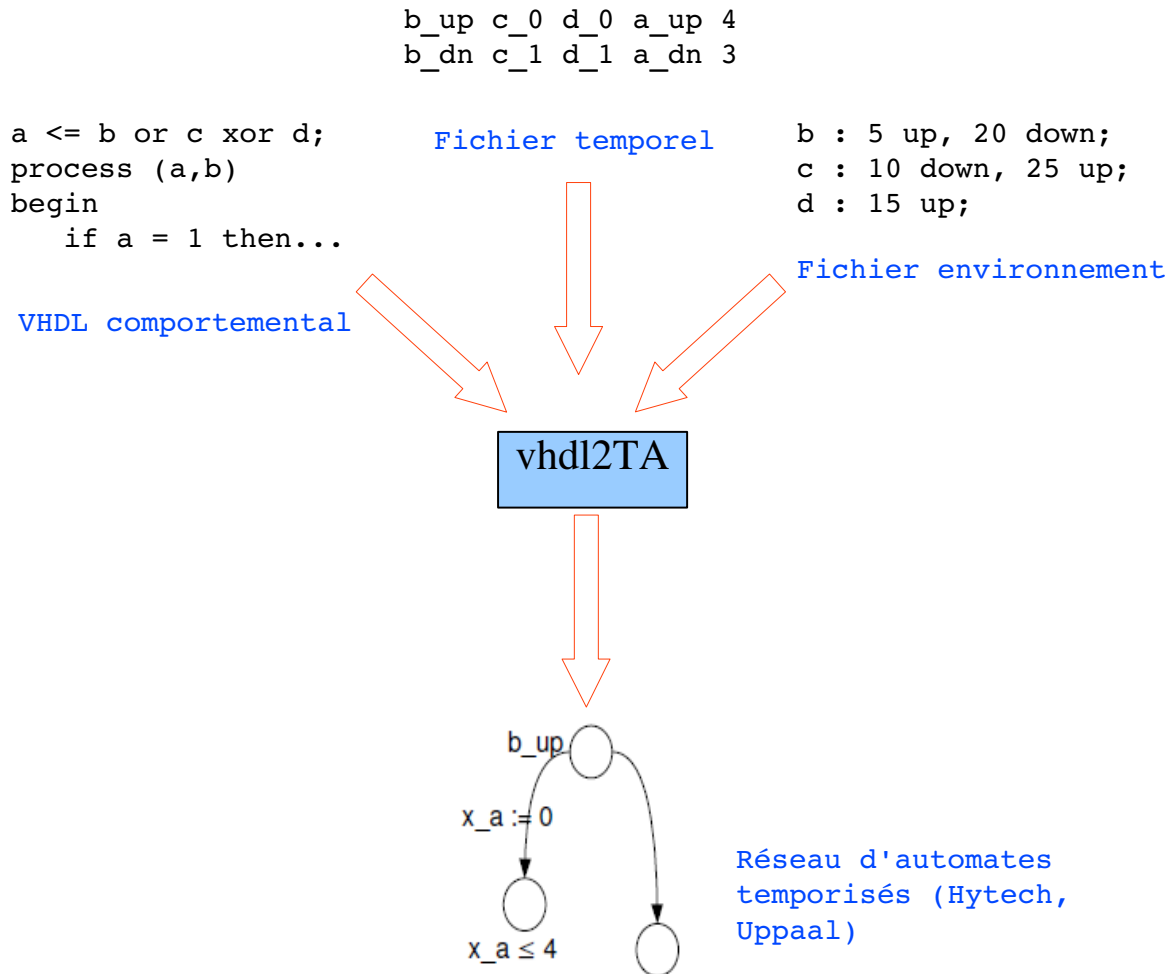 b_up c_0 d_0 a_up 4
b_dn c_1 d_1 a_dn 3
a <= b or c xor d;
process (a,b)
begin
if a = 1 then...
VHDL comportemental
Fichier temporel
b : 5 up, 20 down;
c : 10 down, 25 up;
d : 15 up;
Fichier environnement
vhdl2TA
b_up
x_a := 0
x_a ≤ 4
Réseau d'automates
temporisés (Hytech,
Uppaal)